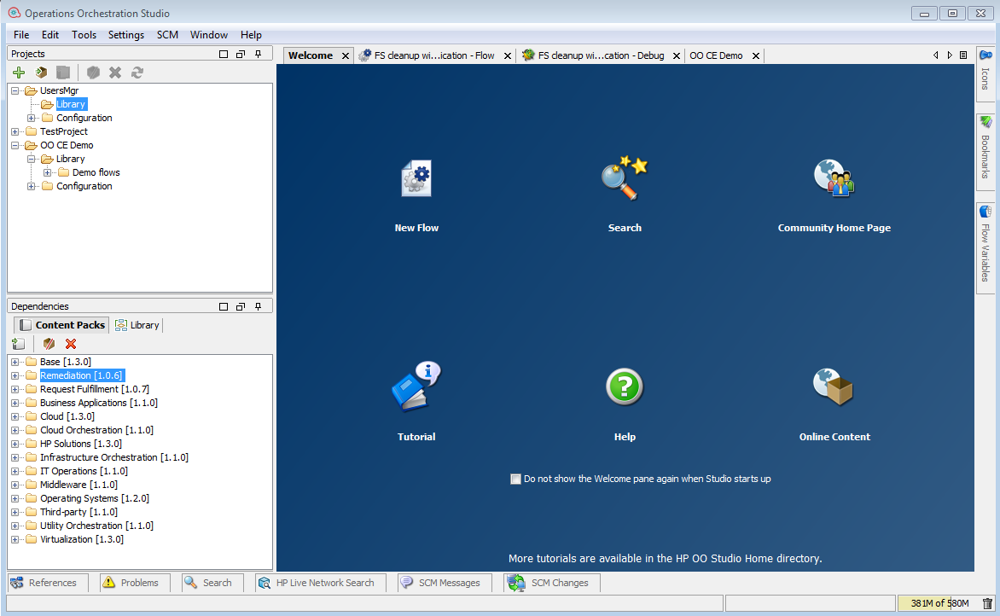 Operations Orchestration Studio
File Edit Tools Settings SCM Window Help
Projects
UsersMgr
Library
Configuration
TestProject
OO CE Demo
Library
Demo flows
Configuration
Dependencies
Content Packs Library
Base [1.3.0]
Remediation [1.0.6]
Request Fulfillment [1.0.7]
Business Applications [1.1.0]
Cloud [1.3.0]
Cloud Orchestration [1.1.0]
HP Solutions [1.3.0]
Infrastructure Orchestration [1.1.0]
IT Operations [1.1.0]
Middleware [1.1.0]
Operating Systems [1.2.0]
Third-party [1.1.0]
Utility Orchestration [1.1.0]
Virtualization [1.3.0]
Welcome FS cleanup wi...ication - Flow FS cleanup wi...cation - Debug OO CE Demo
New Flow Search Community Home Page
Tutorial Help Online Content
Do not show the Welcome pane again when Studio starts up
More tutorials are available in the HP OO Studio Home directory.
Icons
Bookmarks
Flow Variables
References Problems Search HP Live Network Search SCM Messages SCM Changes
381M of 580M